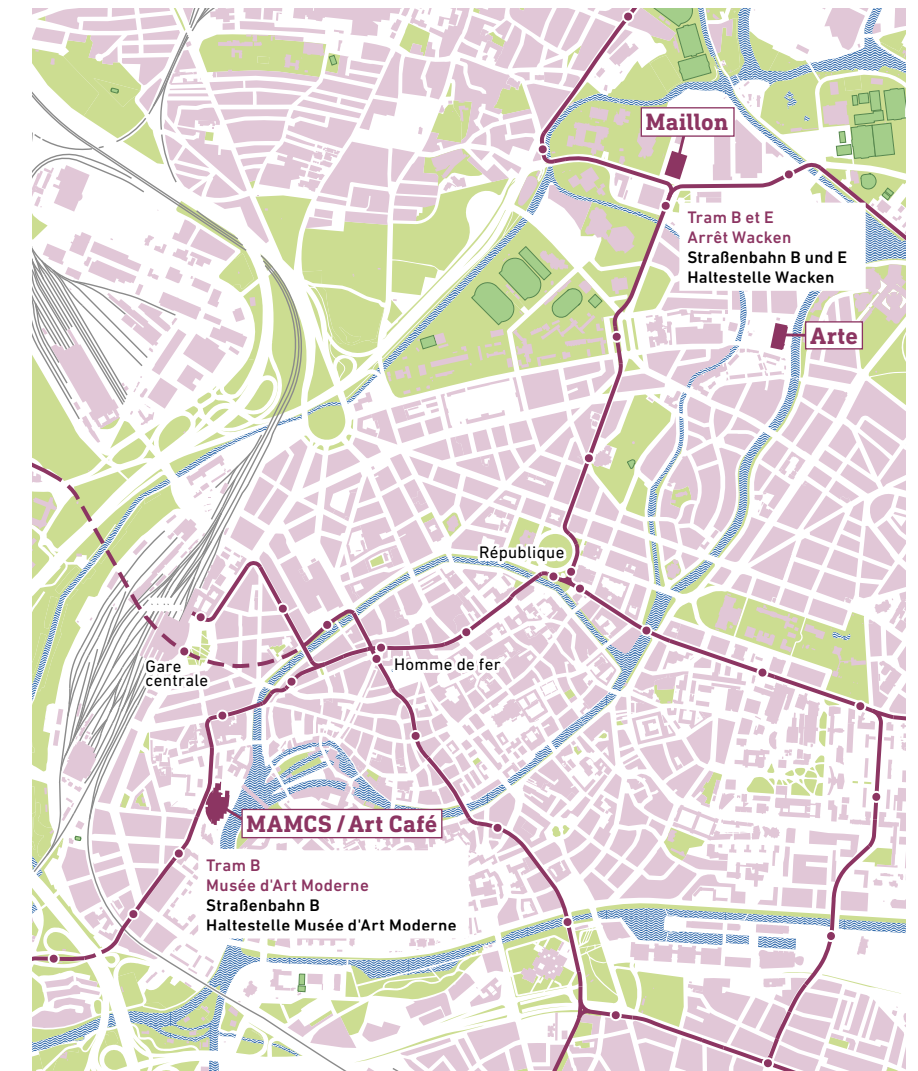 Maillon
Tram B et E
Arrêt Wacken
Straßenbahn B und E
Haltestelle Wacken
Arte
République
Homme de fer
Gare
centrale
MAMCS / Art Café
Tram B
Musée d'Art Moderne
Straßenbahn B
Haltestelle Musée d'Art Moderne